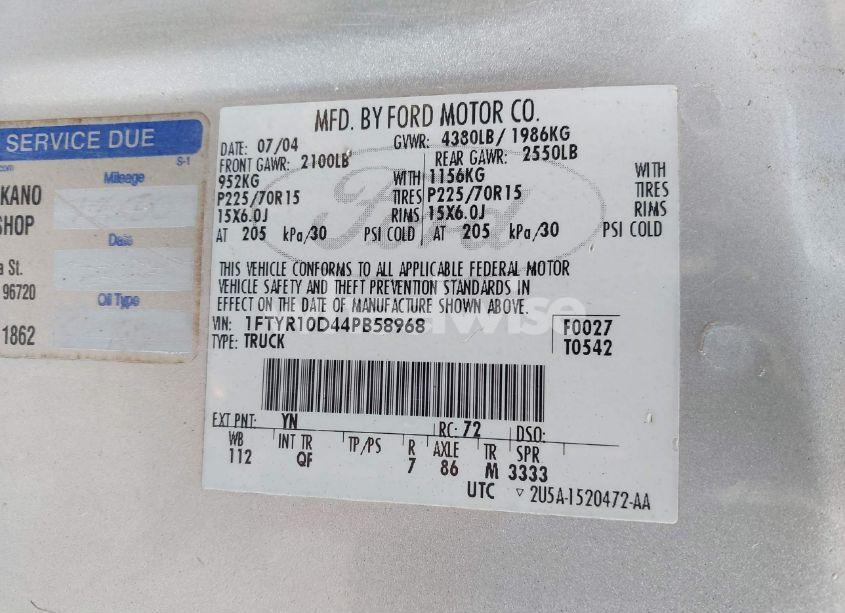 SERVICE DUE
S-1
.com
Mileage
KANO
SHOP
Date
a St.
96720
Oil Type
1862
MFD. BY FORD MOTOR CO.
DATE: 07/04 GVWR: 4380LB/ 1986KG
FRONT GAWR: 2100LB REAR GAWR: 2550LB
952KG WITH 1156KG WITH
P225/70R15 TIRES P225/70R15 TIRES
15X6.0J RIMS 15X6.0J RIMS
AT 205 kPa/30 PSI COLD AT 205 kPa/30 PSI COLD
Ford
THIS VEHICLE CONFORMS TO ALL APPLICABLE FEDERAL MOTOR
VEHICLE SAFETY AND THEFT PREVENTION STANDARDS IN
EFFECT ON THE DATE OF MANUFACTURE SHOWN ABOVE.
VIN: 1FTYR10D44PB58968 F0027
TYPE: TRUCK T0542
EXT PNT: YN RC: 72 DSO:
WB INT TR TP/PS R AXLE TR SPR
112 QF 7 86 M 3333
UTC ▽ 2U5A-1520472-AA